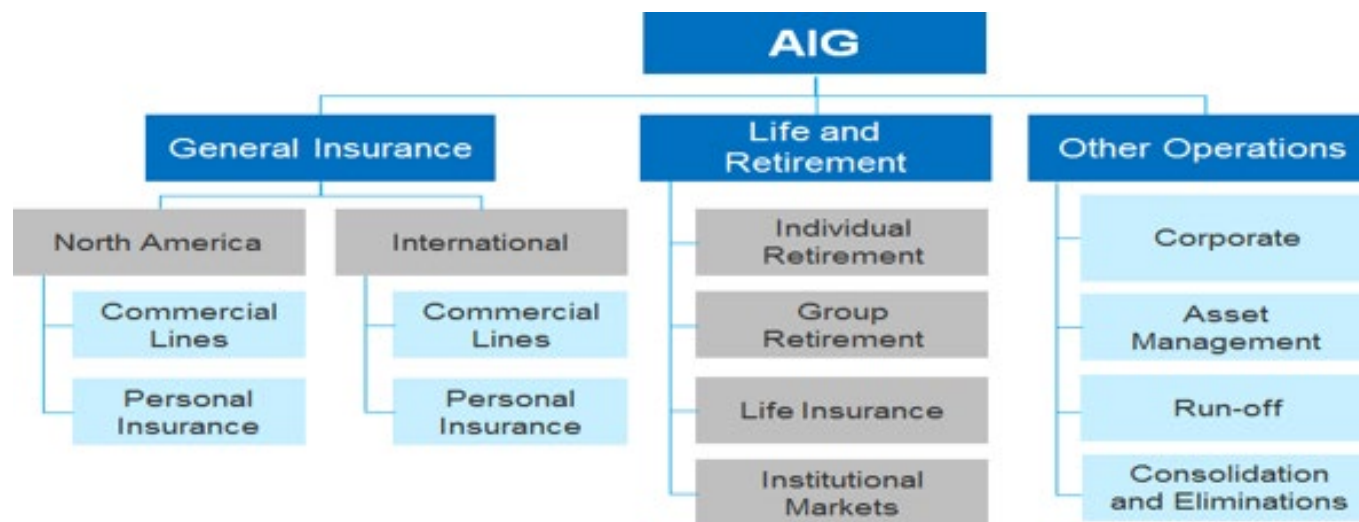 AIG
General Insurance
Life and
Retirement
Other Operations
North America
International
Commercial
Lines
Personal
Insurance
Commercial
Lines
Personal
Insurance
Individual
Retirement
Group
Retirement
Life Insurance
Institutional
Markets
Corporate
Asset
Management
Run-off
Consolidation
and Eliminations